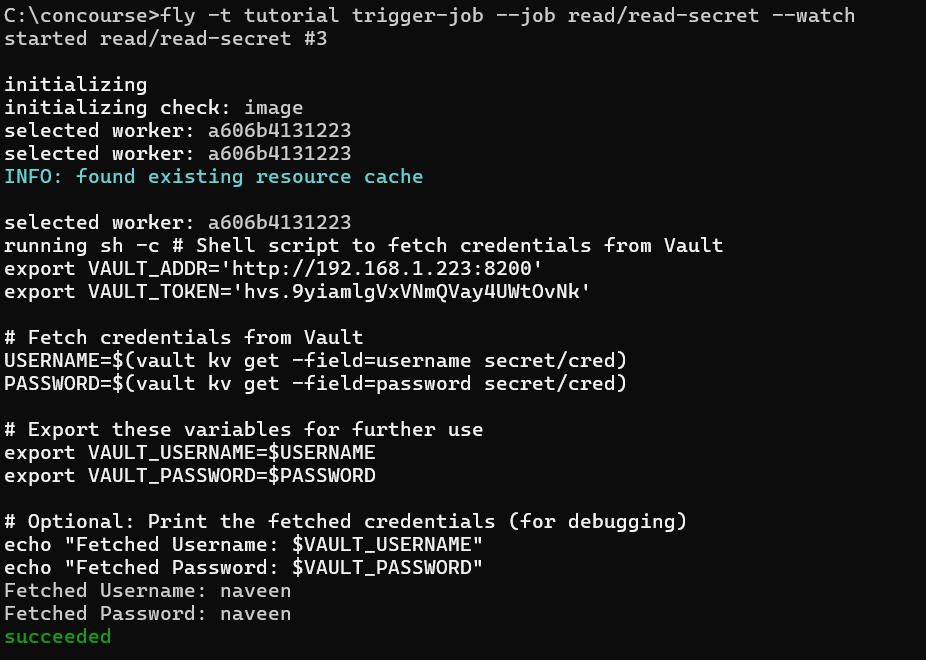 C:\concourse>fly -t tutorial trigger-job --job read/read-secret --watch
started read/read-secret #3
initializing
initializing check: image
selected worker: a606b4131223
selected worker: a606b4131223
INFO: found existing resource cache
selected worker: a606b4131223
running sh -c # Shell script to fetch credentials from Vault
export VAULT_ADDR='http://192.168.1.223:8200'
export VAULT_TOKEN='hvs.9yiamlgVxVNmQVay4UWtOvNk'
# Fetch credentials from Vault
USERNAME=$(vault kv get -field=username secret/cred)
PASSWORD=$(vault kv get -field=password secret/cred)
# Export these variables for further use
export VAULT_USERNAME=$USERNAME
export VAULT_PASSWORD=$PASSWORD
# Optional: Print the fetched credentials (for debugging)
echo "Fetched Username: $VAULT_USERNAME"
echo "Fetched Password: $VAULT_PASSWORD"
Fetched Username: naveen
Fetched Password: naveen
succeeded